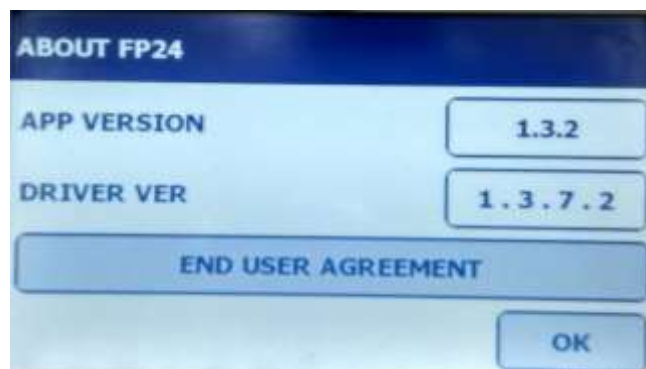 ABOUT FP24
APP VERSION 1.3.2
DRIVER VER 1.3.7.2
END USER AGREEMENT
OK